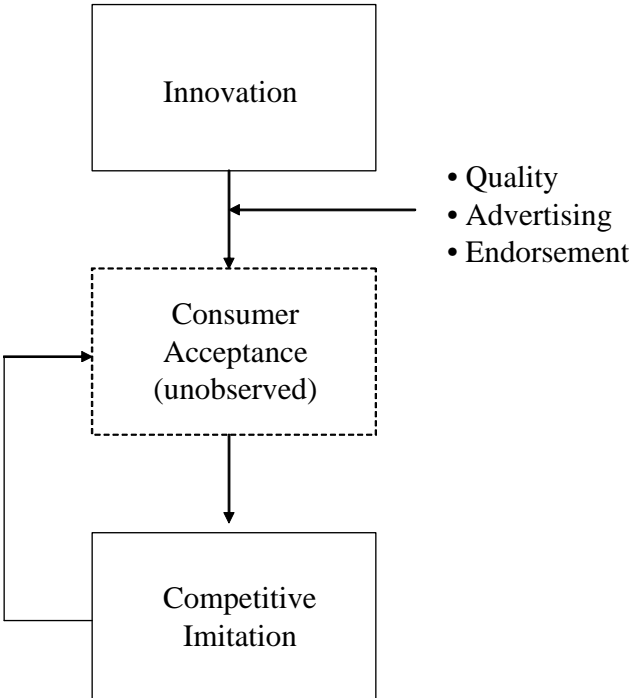 Innovation
• Quality
• Advertising
• Endorsement
Consumer
Acceptance
(unobserved)
Competitive
Imitation